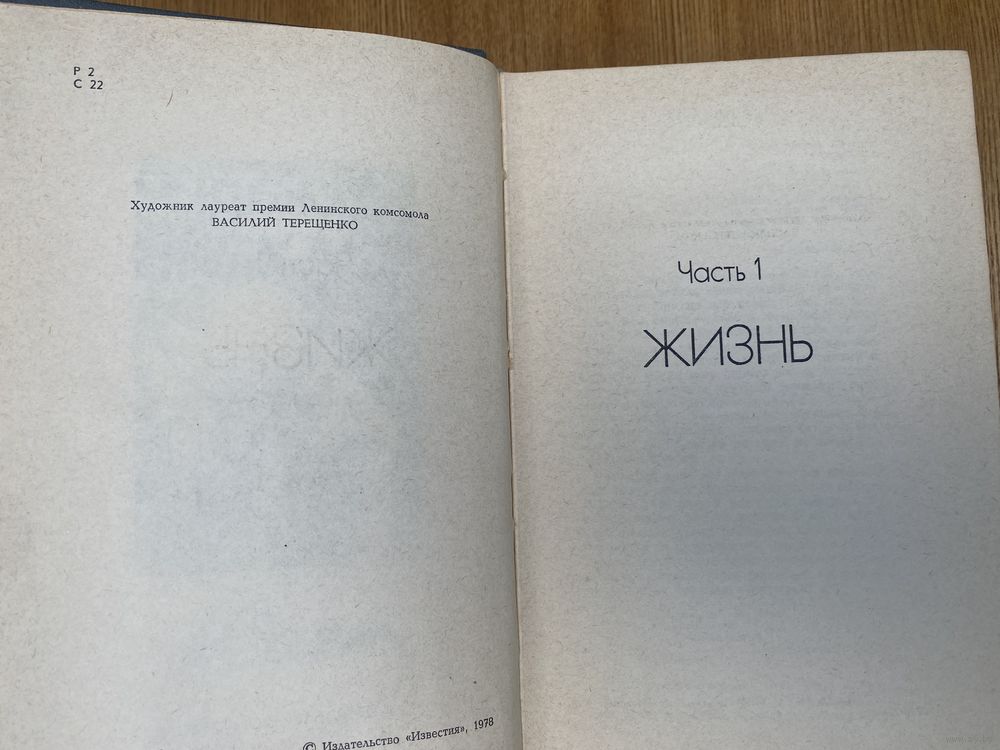 Р 2
С 22
Художник лауреат премии Ленинского комсомола
ВАСИЛИЙ ТЕРЕЩЕНКО
© Издательство «Известия», 1978
Часть 1
ЖИЗНЬ